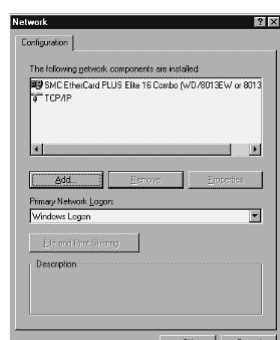 Network
Configuration
The following network components are installed:
SMC EtherCard PLUS Elite 16 Combo (WD/8013EW or 8013
TCP/IP
Add...
Remove
Properties
Primary Network Logon:
Windows Logon
File and Print Sharing
Description